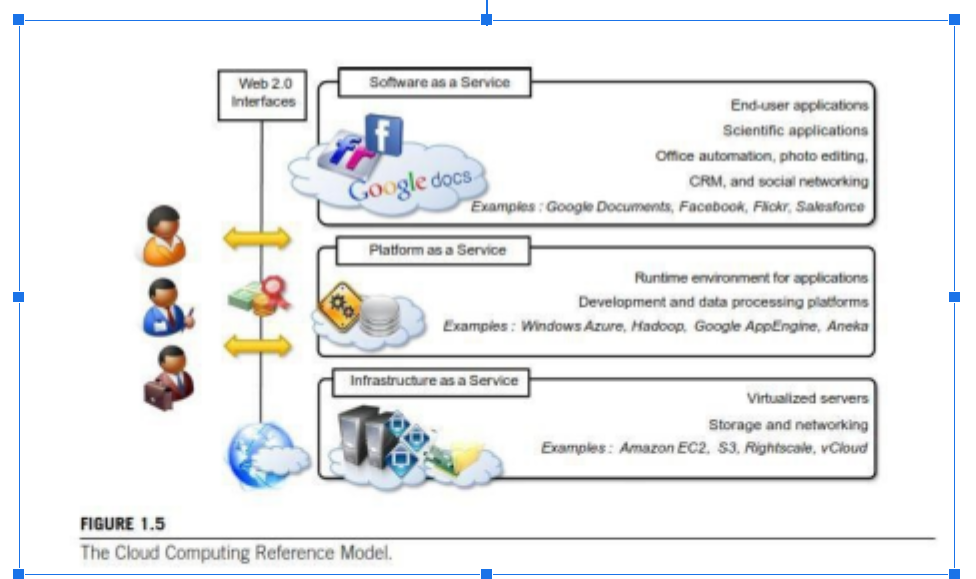 Web 2.0
Interfaces
Software as a Service
End-user applications
Scientific applications
Office automation, photo editing,
CRM, and social networking
Examples : Google Documents, Facebook, Flickr, Salesforce
f
fr
Google docs
Platform as a Service
Runtime environment for applications
Development and data processing platforms
Examples : Windows Azure, Hadoop, Google AppEngine, Aneka
Infrastructure as a Service
Virtualized servers
Storage and networking
Examples : Amazon EC2, S3, Rightscale, vCloud
FIGURE 1.5
The Cloud Computing Reference Model.